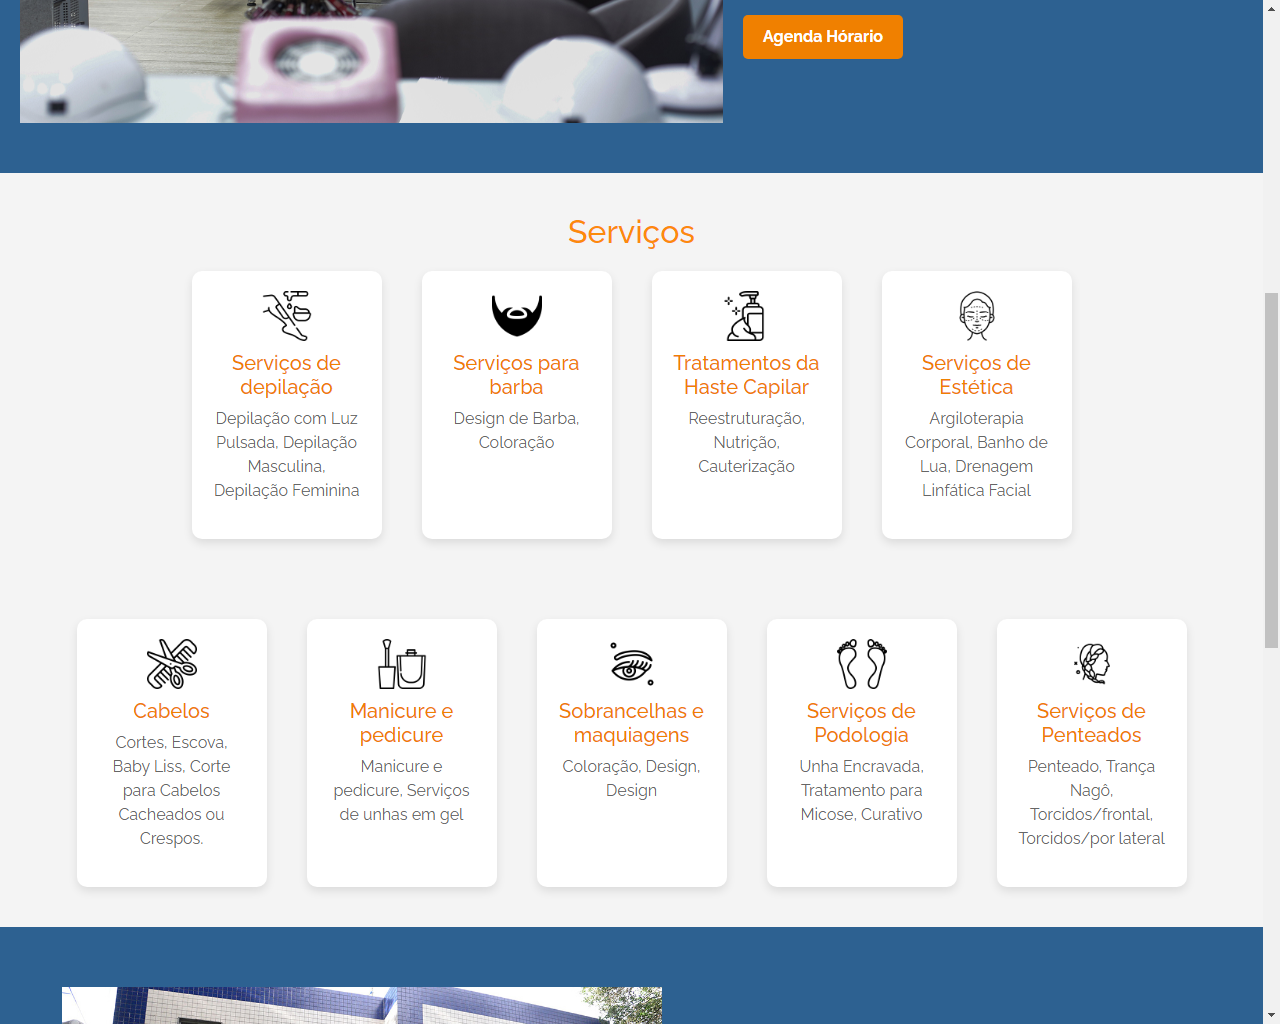 Agenda Hórario
Serviços
Serviços de
depilação
Depilação com Luz
Pulsada, Depilação
Masculina,
Depilação Feminina
Serviços para
barba
Design de Barba,
Coloração
Tratamentos da
Haste Capilar
Reestruturação,
Nutrição,
Cauterização
Serviços de
Estética
Argiloterapia
Corporal, Banho de
Lua, Drenagem
Linfática Facial
Cabelos
Cortes, Escova,
Baby Liss, Corte
para Cabelos
Cacheados ou
Crespos.
Manicure e
pedicure
Manicure e
pedicure, Serviços
de unhas em gel
Sobrancelhas e
maquiagens
Coloração, Design,
Design
Serviços de
Podologia
Unha Encravada,
Tratamento para
Micose, Curativo
Serviços de
Penteados
Penteado, Trança
Nagô,
Torcidos/frontal,
Torcidos/por lateral